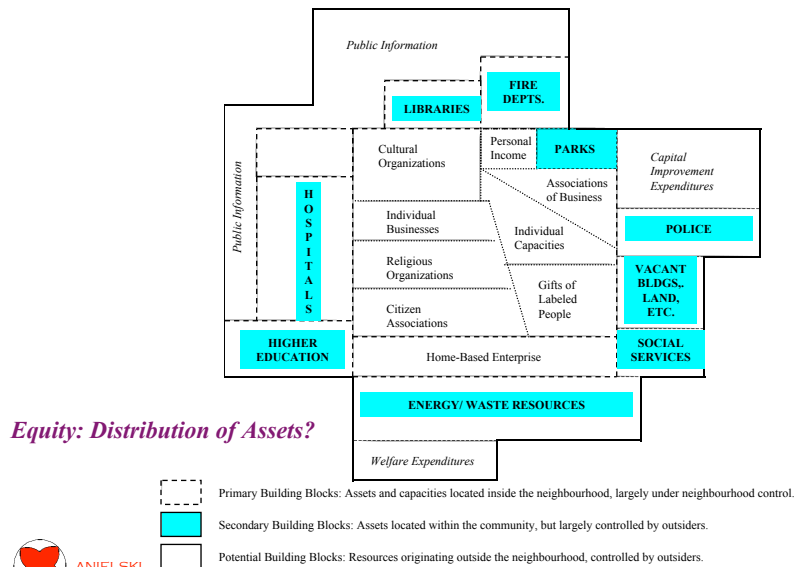 Public Information
FIRE
DEPTS.
LIBRARIES
Cultural
Organizations
Personal
Income
PARKS
Capital
Improvement
Expenditures
Public Information
HOSPITALS
Associations
of Business
Individual
Businesses
Individual
Capacities
POLICE
Religious
Organizations
Gifts of
Labeled
People
VACANT
BLDGS,.
LAND,
ETC.
Citizen
Associations
HIGHER
EDUCATION
Home-Based Enterprise
SOCIAL
SERVICES
ENERGY/ WASTE RESOURCES
Equity: Distribution of Assets?
Welfare Expenditures
Primary Building Blocks: Assets and capacities located inside the neighbourhood, largely under neighbourhood control.
Secondary Building Blocks: Assets located within the community, but largely controlled by outsiders.
Potential Building Blocks: Resources originating outside the neighbourhood, controlled by outsiders.
ANIELSKI